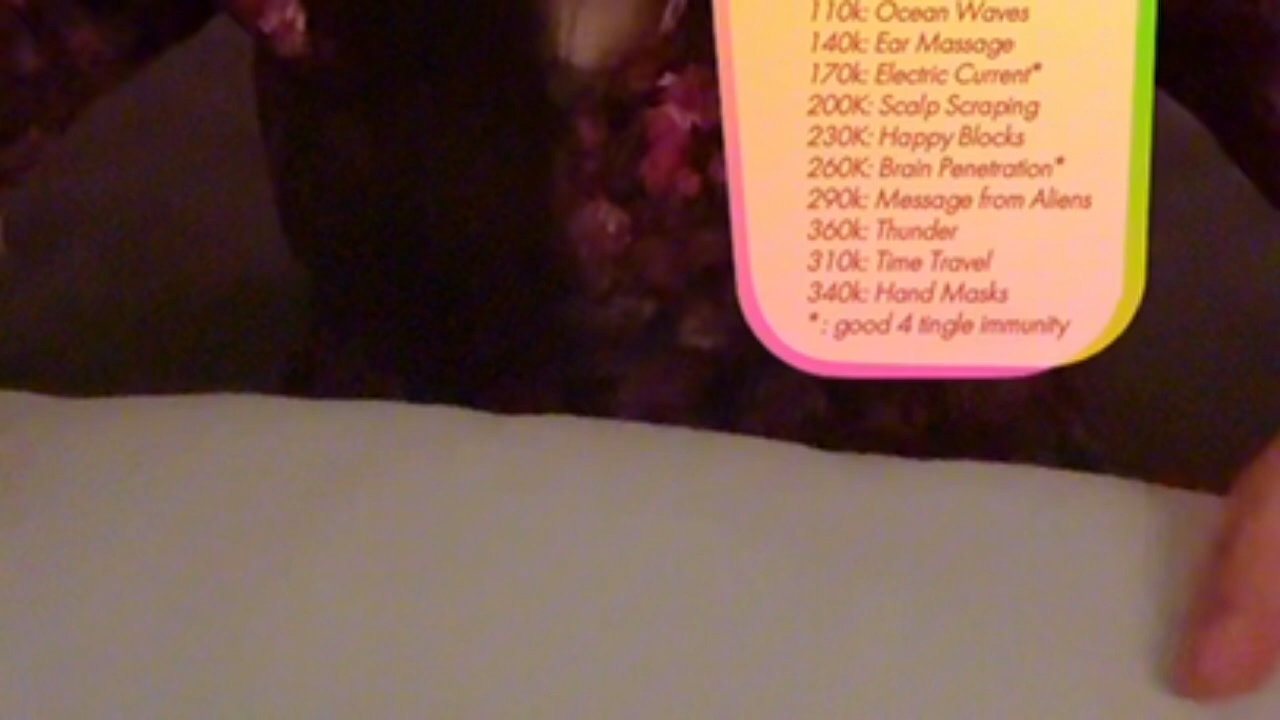 110k: Ocean Waves
140k: Ear Massage
170k: Electric Current*
200K: Scalp Scraping
230K: Happy Blocks
260K: Brain Penetration*
290k: Message from Aliens
360k: Thunder
310k: Time Travel
340k: Hand Masks
*: good 4 tingle immunity